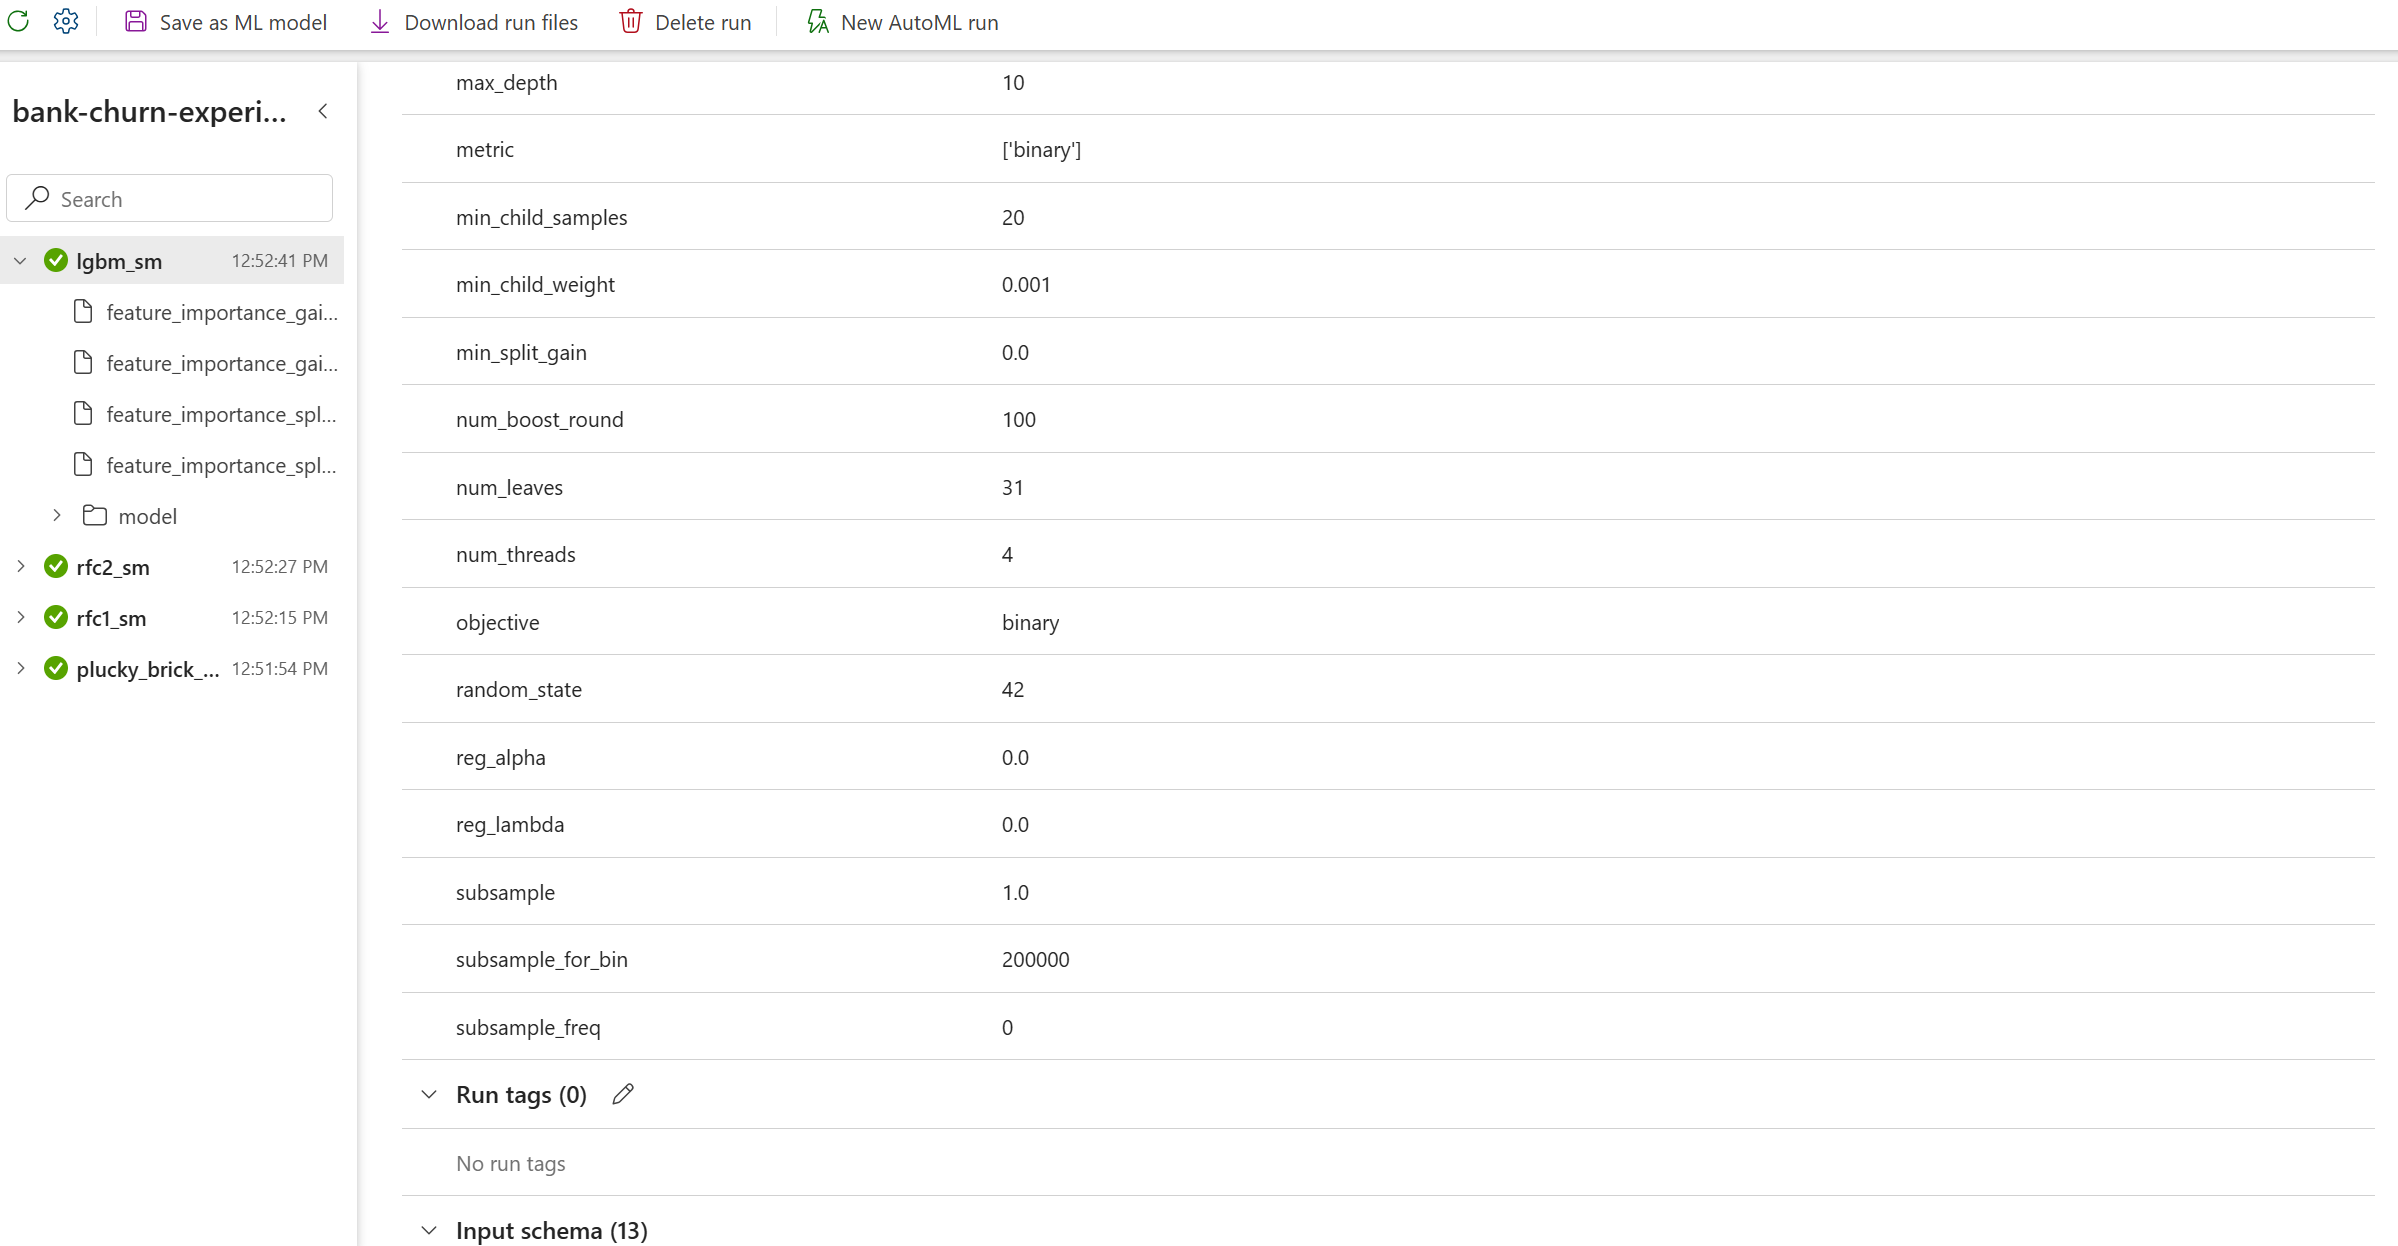 Save as ML model Download run files Delete run New AutoML run
bank-churn-experi...
Search
lgbm_sm 12:52:41 PM
feature_importance_gai...
feature_importance_gai...
feature_importance_spl...
feature_importance_spl...
model
rfc2_sm 12:52:27 PM
rfc1_sm 12:52:15 PM
plucky_brick_... 12:51:54 PM
max_depth 10
metric ['binary']
min_child_samples 20
min_child_weight 0.001
min_split_gain 0.0
num_boost_round 100
num_leaves 31
num_threads 4
objective binary
random_state 42
reg_alpha 0.0
reg_lambda 0.0
subsample 1.0
subsample_for_bin 200000
subsample_freq 0
Run tags (0)
No run tags
Input schema (13)